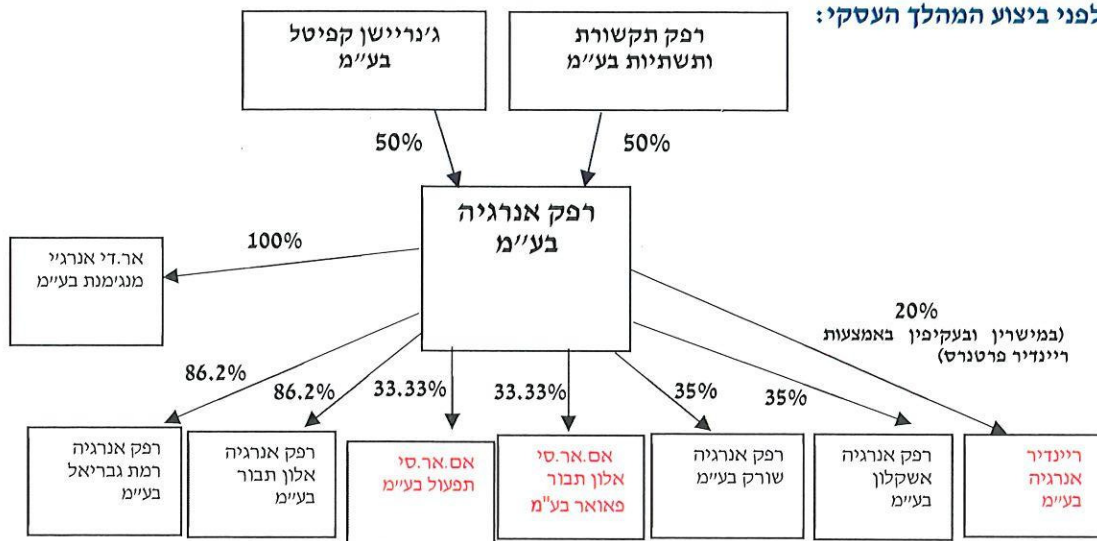 לפני ביצוע המהלך העסקי:
רפק תקשורת
ותשתיות בע"מ
ג'נריישן קפיטל
בע"מ
50%
50%
רפק אנרגיה
בע"מ
100%
אר.די אנרג'י
מנג'מנט בע"מ
20%
(במישרין ובעקיפין באמצעות
ריינדיר פרטנרס)
86.2%
86.2%
33.33%
33.33%
35%
35%
ריינדיר
אנרגיה
בע"מ
רפק אנרגיה
אשקלון
בע"מ
רפק אנרגיה
שורק בע"מ
אם.אר.סי
אלון תבור
פאואר בע"מ
אם.אר.סי
תפעול בע"מ
רפק אנרגיה
אלון תבור
בע"מ
רפק אנרגיה
רמת גבריאל
בע"מ